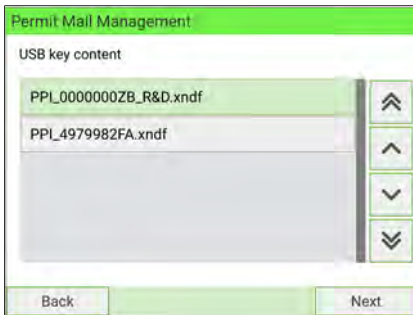 Permit Mail Management
USB key content
PPI_0000000ZB_R&D.xndf
PPI_4979982FA.xndf
Back
Next